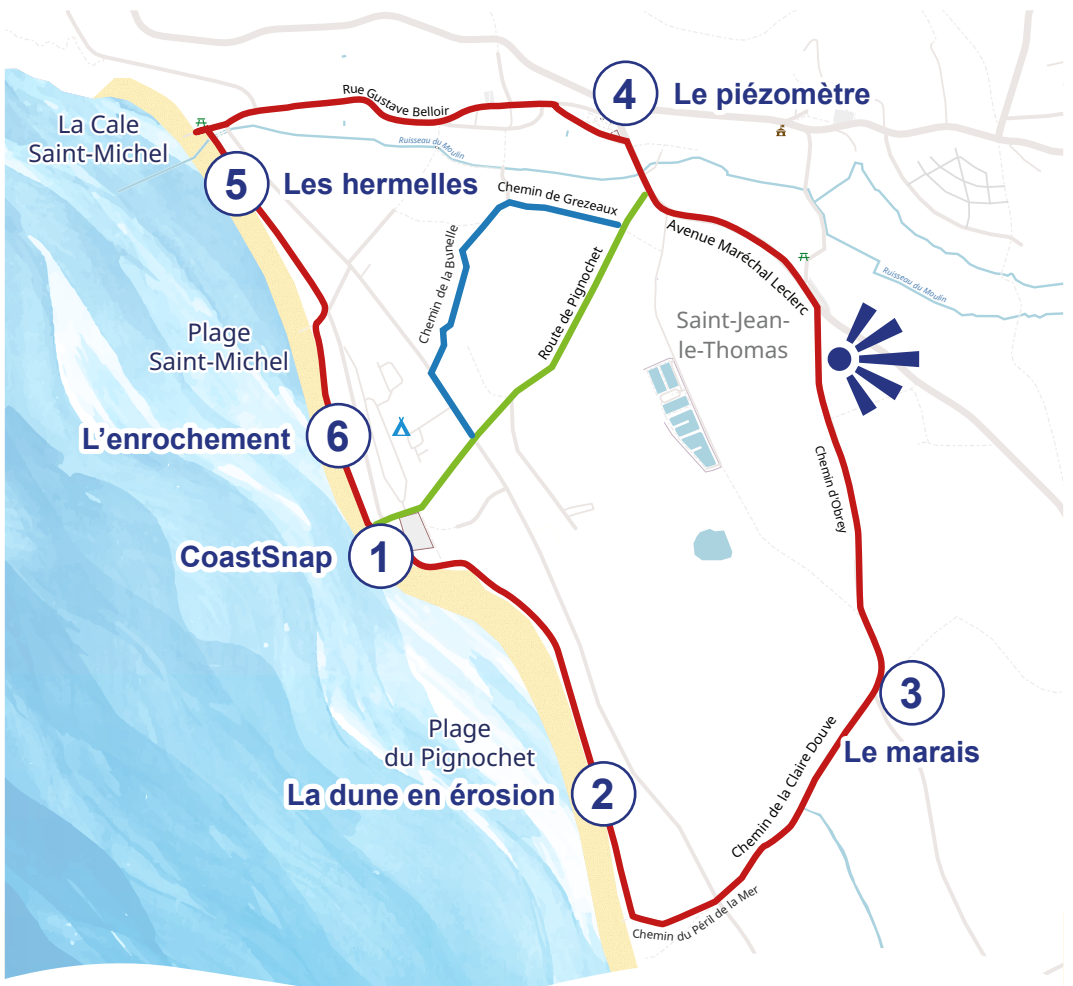 Rue Gustave Belloir
4
Le piézomètre
La Cale
Saint-Michel
Ruisseau du Moulin
5
Les hermelles
Chemin de Grezeaux
Avenue Maréchal Leclerc
Chemin de la Bunelle
Route de Pignochet
Ruisseau du Moulin
Plage
Saint-Michel
Saint-Jean-
le-Thomas
L'enrochement
6
Chemin d'Obrey
CoastSnap
1
3
Le marais
Plage
du Pignochet
La dune en érosion
2
Chemin de la Claire Douve
Chemin du Péril de la Mer